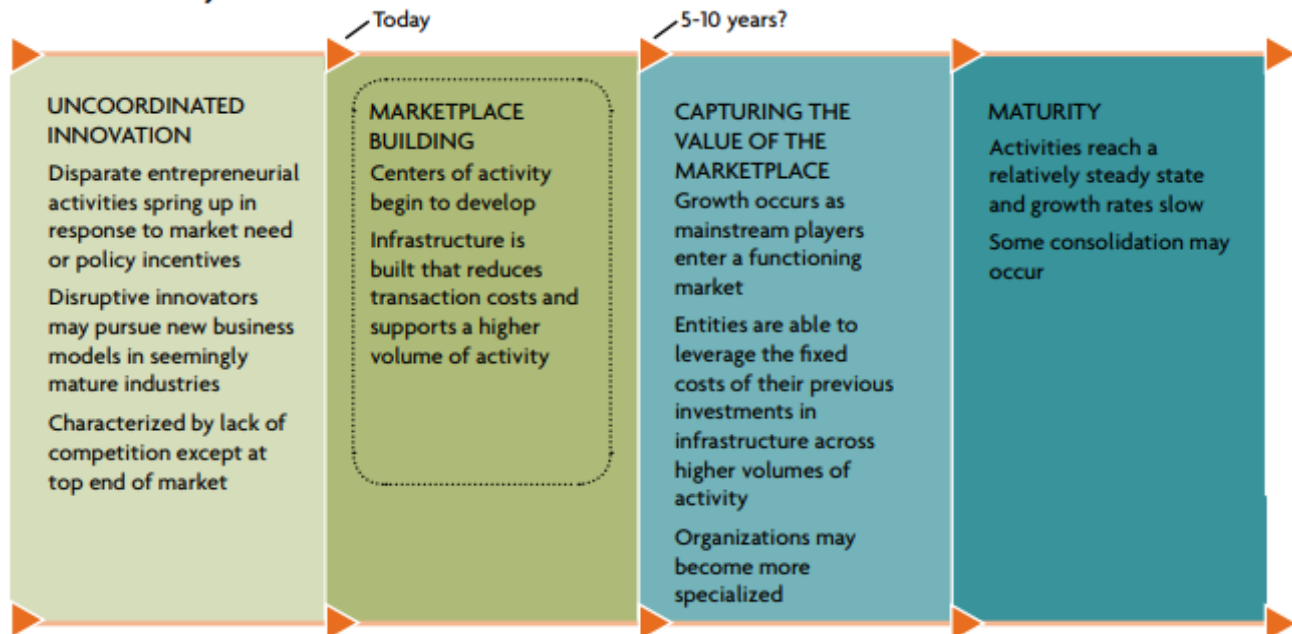 Today
5-10 years?
UNCOORDINATED
INNOVATION
Disparate entrepreneurial
activities spring up in
response to market need
or policy incentives
Disruptive innovators
may pursue new business
models in seemingly
mature industries
Characterized by lack of
competition except at
top end of market
MARKETPLACE
BUILDING
Centers of activity
begin to develop
Infrastructure is
built that reduces
transaction costs and
supports a higher
volume of activity
CAPTURING THE
VALUE OF THE
MARKETPLACE
Growth occurs as
mainstream players
enter a functioning
market
Entities are able to
leverage the fixed
costs of their previous
investments in
infrastructure across
higher volumes of
activity
Organizations may
become more
specialized
MATURITY
Activities reach a
relatively steady state
and growth rates slow
Some consolidation may
occur